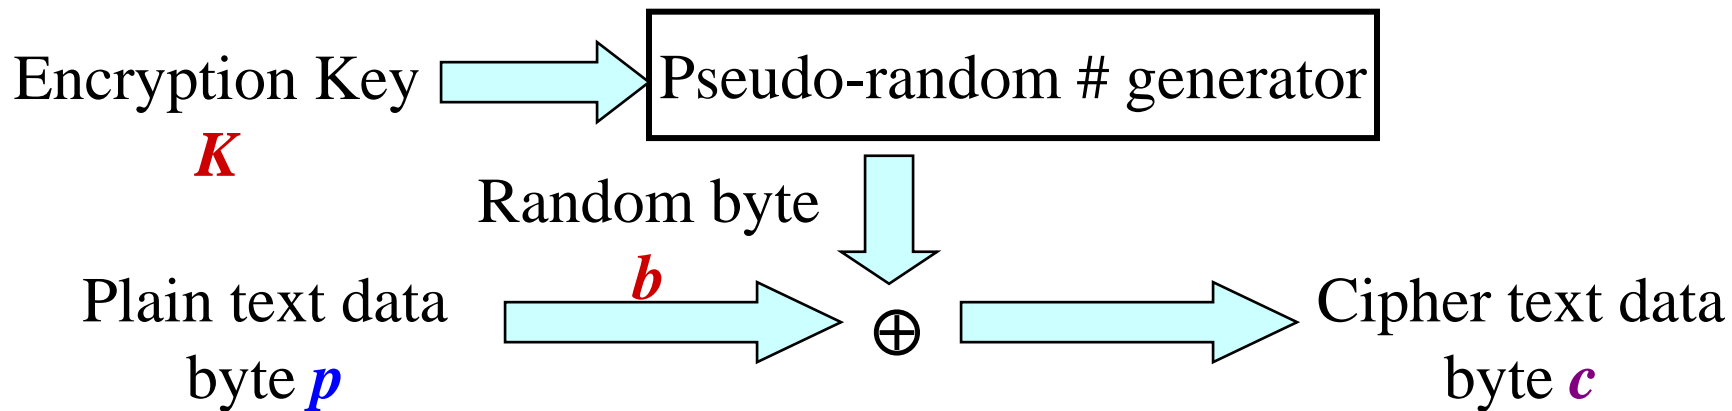 Encryption Key
K
Pseudo-random # generator
Random byte
b
Plain text data
byte p
⊕
Cipher text data
byte c